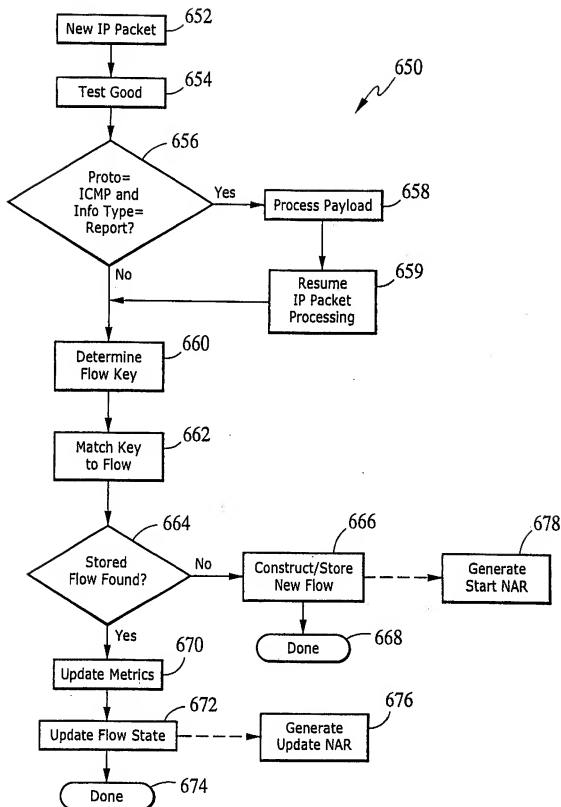 New IP Packet
652
Test Good
654
650
656
Proto=
ICMP and
Info Type=
Report?
Yes
Process Payload
658
No
Resume
IP Packet
Processing
659
Determine
Flow Key
660
Match Key
to Flow
662
664
Stored
Flow Found?
No
666
Construct/Store
New Flow
678
Generate
Start NAR
Yes
Done
668
670
Update Metrics
672
Update Flow State
676
Generate
Update NAR
Done
674